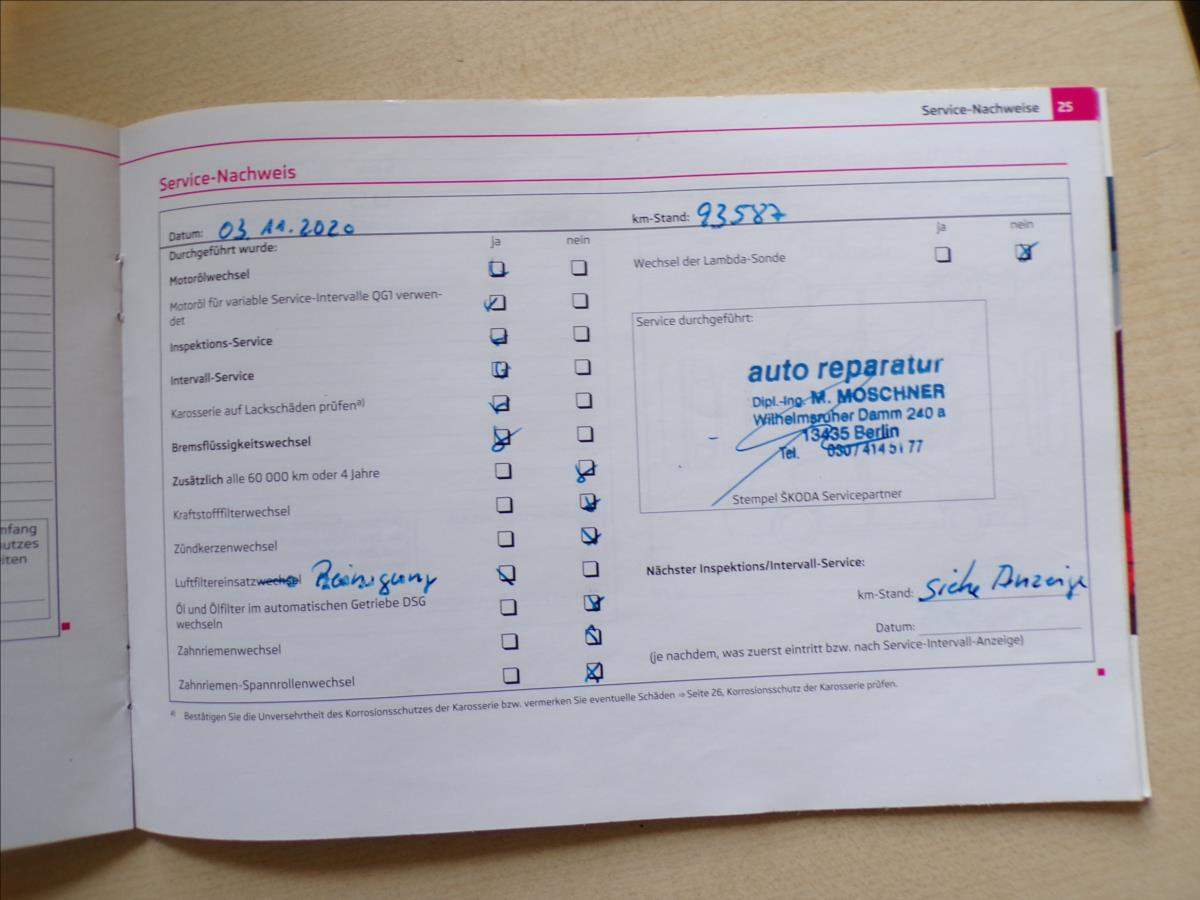 Service-Nachweise 25
Service-Nachweis
Datum: 03.11.2020
km-Stand: 93587
Durchgeführt wurde: ja nein
ja nein
Motorölwechsel
Wechsel der Lambda-Sonde
Motoröl für variable Service-Intervalle QG1 verwen-
det
Inspektions-Service
Intervall-Service
Karosserie auf Lackschäden prüfen a)
Bremsflüssigkeitswechsel
Zusätzlich alle 60 000 km oder 4 Jahre
Kraftstofffilterwechsel
Zündkerzenwechsel
Luftfiltereinsatzwechsel Reinigung
Öl und Ölfilter im automatischen Getriebe DSG
wechseln
Zahnriemenwechsel
Zahnriemen-Spannrollenwechsel
Service durchgeführt:
auto reparatur
Dipl.-Ing. M. MOSCHNER
Wilhelmsruher Damm 240 a
13435 Berlin
Tel. 030 / 414 51 77
Stempel ŠKODA Servicepartner
Nächster Inspektions/Intervall-Service:
km-Stand: Siehe Anzeige
Datum:
(je nachdem, was zuerst eintritt bzw. nach Service-Intervall-Anzeige)
a) Bestätigen Sie die Unversehrtheit des Korrosionsschutzes der Karosserie bzw. vermerken Sie eventuelle Schäden ⇒ Seite 26, Korrosionsschutz der Karosserie prüfen.